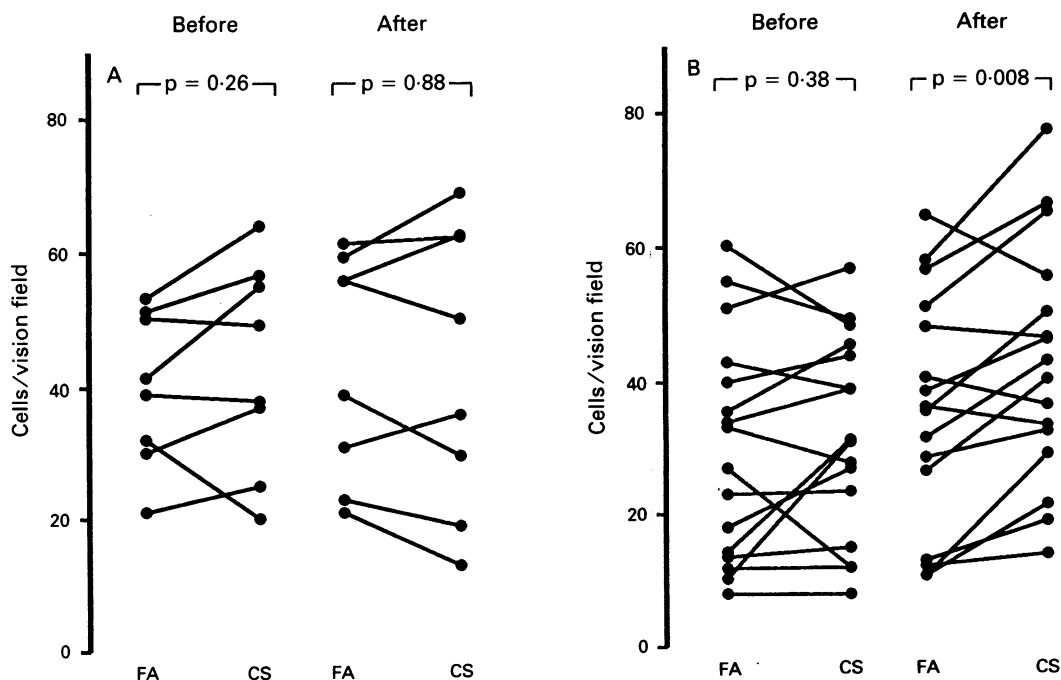 Before After
A p = 0·26 p = 0·88
80
60
40
20
0
Cells/vision field
FA CS FA CS
Before After
B p = 0·38 p = 0·008
80
60
40
20
0
Cells/vision field
FA CS FA CS